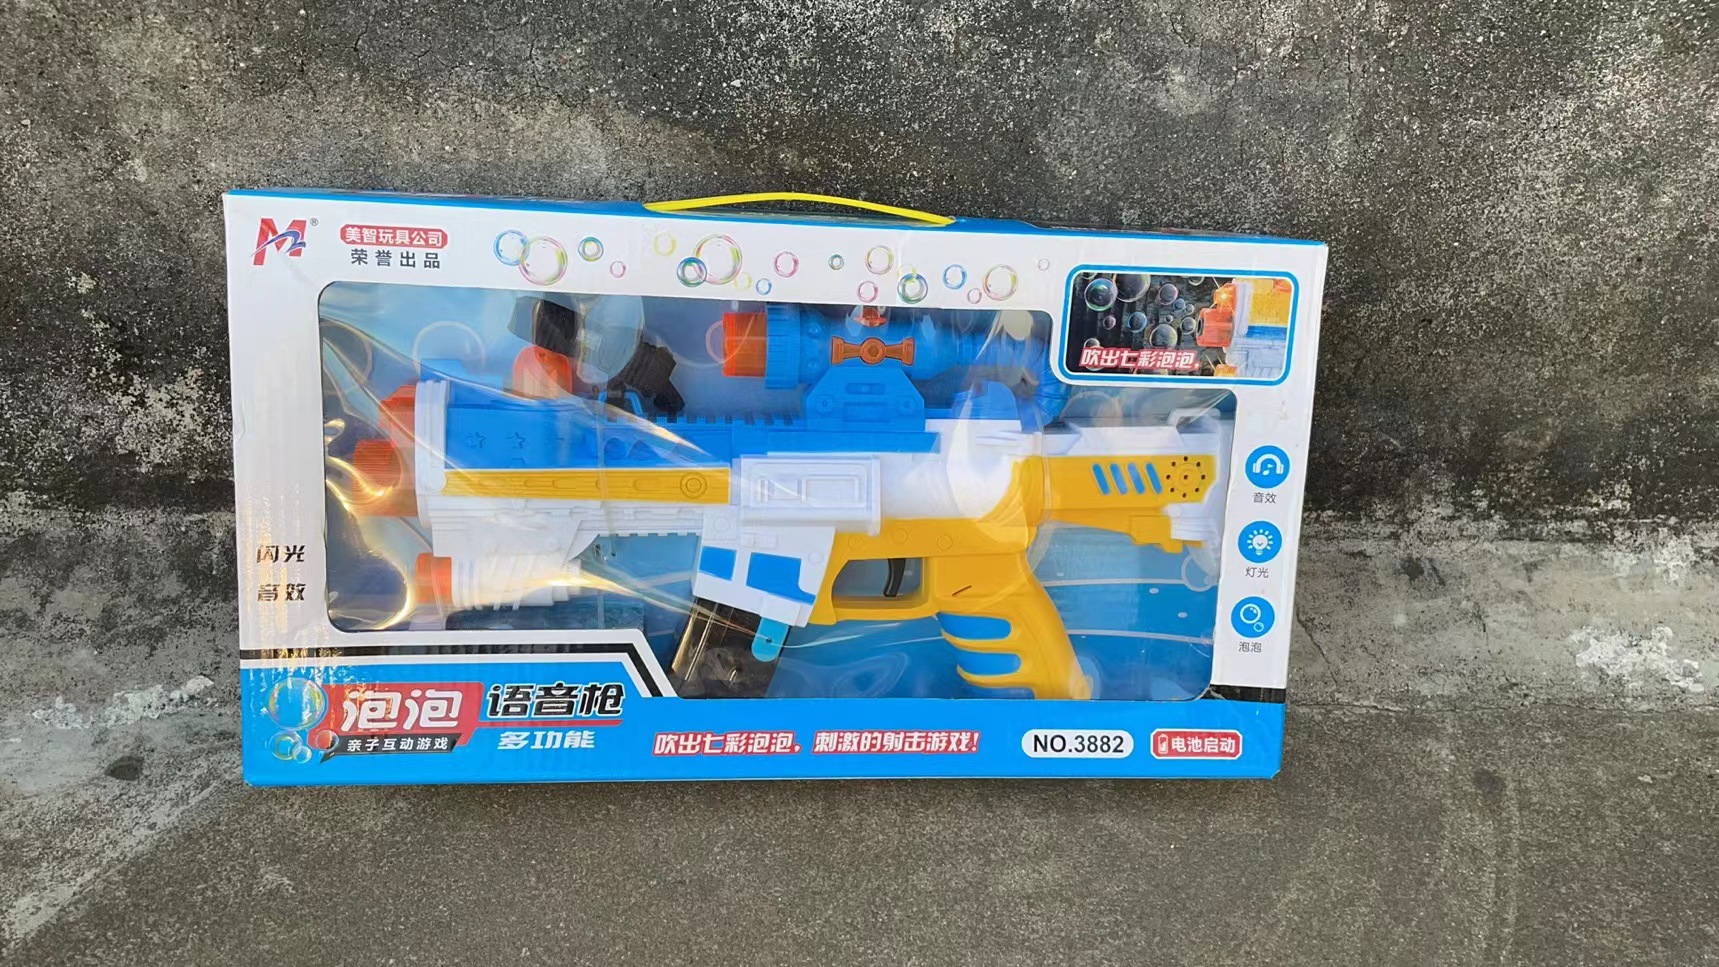 M®
美智玩具公司
荣誉出品
吹出七彩泡泡,
音效
灯光
泡泡
闪光
音效
泡泡
语音枪
亲子互动游戏
多功能
吹出七彩泡泡,刺激的射击游戏!
NO.3882
电池启动